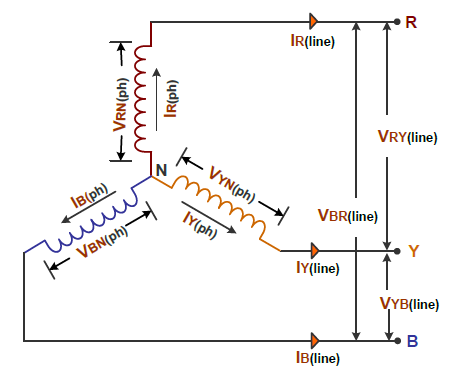 R
IR(line)
VRN(ph)
IR(ph)
VRY(line)
N
VYN(ph)
IB(ph)
VBN(ph)
IY(ph)
VBR(line)
Y
IY(line)
VYB(line)
B
IB(line)